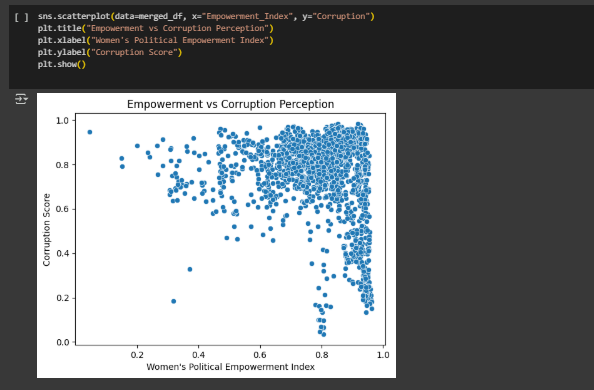 [ ] sns.scatterplot(data=merged_df, x="Empowerment_Index", y="Corruption")
plt.title("Empowerment vs Corruption Perception")
plt.xlabel("Women's Political Empowerment Index")
plt.ylabel("Corruption Score")
plt.show()
Empowerment vs Corruption Perception
1.0
0.8
0.6
0.4
0.2
0.0
Corruption Score
0.2 0.4 0.6 0.8 1.0
Women's Political Empowerment Index